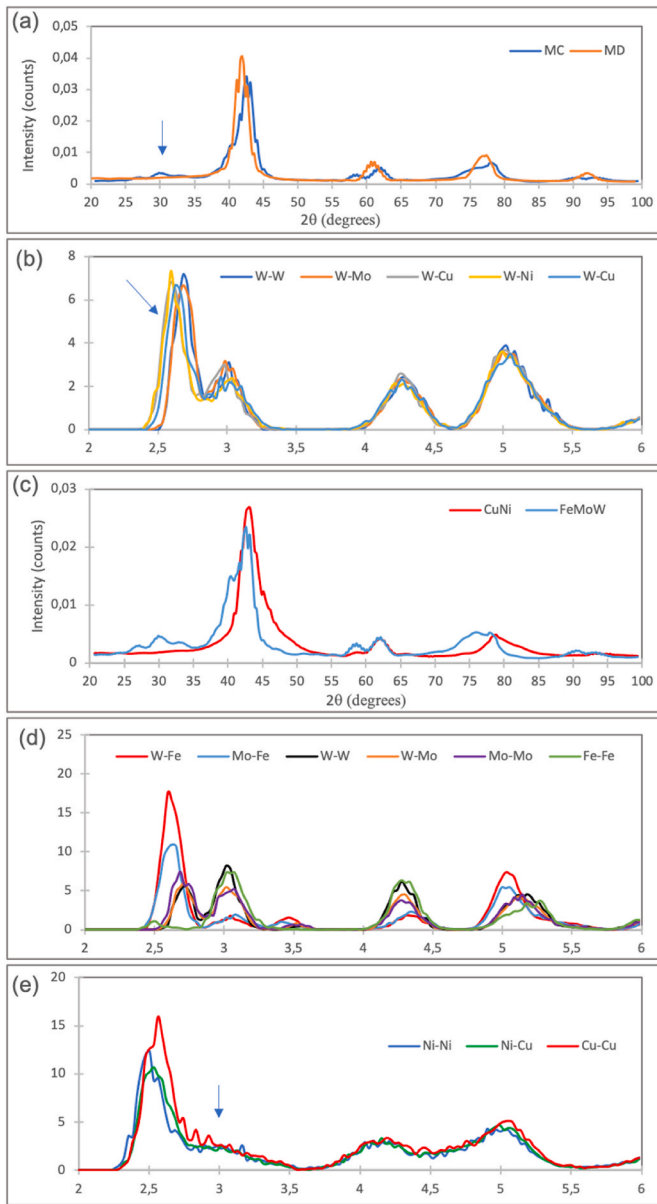 (a)
0,05
0,04
0,03
0,02
0,01
0
Intensity (counts)
MC MD
20 25 30 35 40 45 50 55 60 65 70 75 80 85 90 95 100
2θ (degrees)
(b)
8
6
4
2
0
W-W W-Mo W-Cu W-Ni W-Cu
2 2,5 3 3,5 4 4,5 5 5,5 6
(c)
0,03
0,02
0,01
0
Intensity (counts)
CuNi FeMoW
20 25 30 35 40 45 50 55 60 65 70 75 80 85 90 95 100
2θ (degrees)
(d)
25
20
15
10
5
0
W-Fe Mo-Fe W-W W-Mo Mo-Mo Fe-Fe
2 2,5 3 3,5 4 4,5 5 5,5 6
(e)
20
15
10
5
0
Ni-Ni Ni-Cu Cu-Cu
2 2,5 3 3,5 4 4,5 5 5,5 6